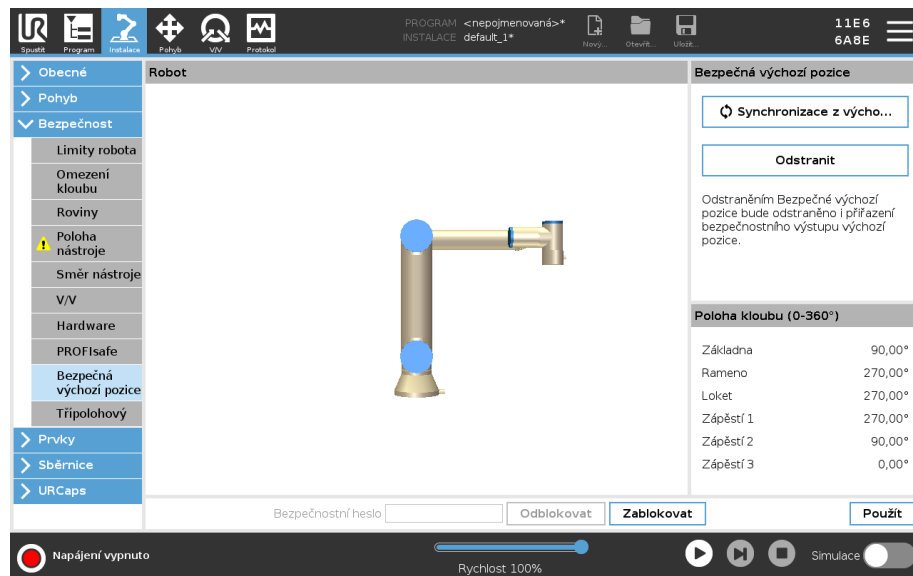 PROGRAM <nepojmenovaná>*
INSTALACE default_1*
11E6
6A8E
Spustit
Program
Instalace
Pohyb
V/V
Protokol
Nový...
Otevřít...
Uložit...
Obecné
Pohyb
Bezpečnost
Limity robota
Omezení
kloubu
Roviny
Poloha
nástroje
Směr nástroje
V/V
Hardware
PROFIsafe
Bezpečná
výchozí pozice
Třípolohový
Prvky
Sběrnice
URCaps
Robot
Bezpečná výchozí pozice
Synchronizace z výcho...
Odstranit
Odstraněním Bezpečné výchozí
pozice bude odstraněno i přiřazení
bezpečnostního výstupu výchozí
pozice.
Poloha kloubu (0-360°)
Základna 90,00°
Rameno 270,00°
Loket 270,00°
Zápěstí 1 270,00°
Zápěstí 2 90,00°
Zápěstí 3 0,00°
Bezpečnostní heslo Odblokovat Zablokovat Použít
Napájení vypnuto
Rychlost 100%
Simulace